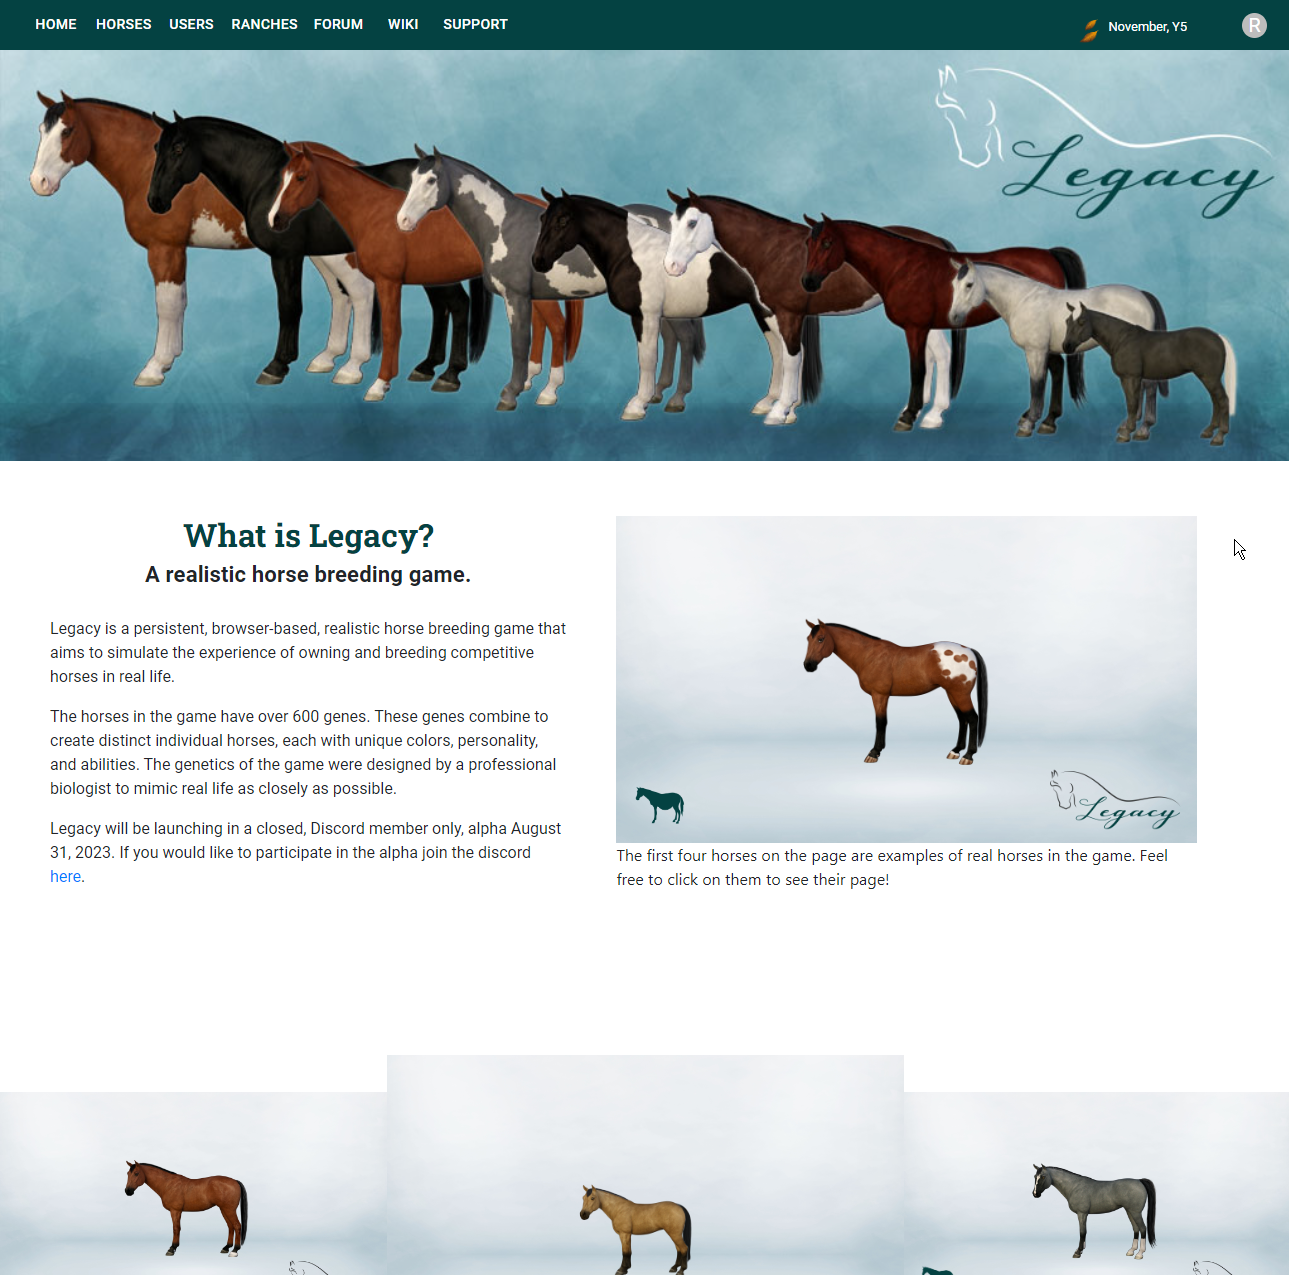 HOME HORSES USERS RANCHES FORUM WIKI SUPPORT
November, Y5
R
Legacy
What is Legacy?
A realistic horse breeding game.
Legacy is a persistent, browser-based, realistic horse breeding game that
aims to simulate the experience of owning and breeding competitive
horses in real life.
The horses in the game have over 600 genes. These genes combine to
create distinct individual horses, each with unique colors, personality,
and abilities. The genetics of the game were designed by a professional
biologist to mimic real life as closely as possible.
Legacy will be launching in a closed, Discord member only, alpha August
31, 2023. If you would like to participate in the alpha join the discord
here.
Legacy
The first four horses on the page are examples of real horses in the game. Feel
free to click on them to see their page!